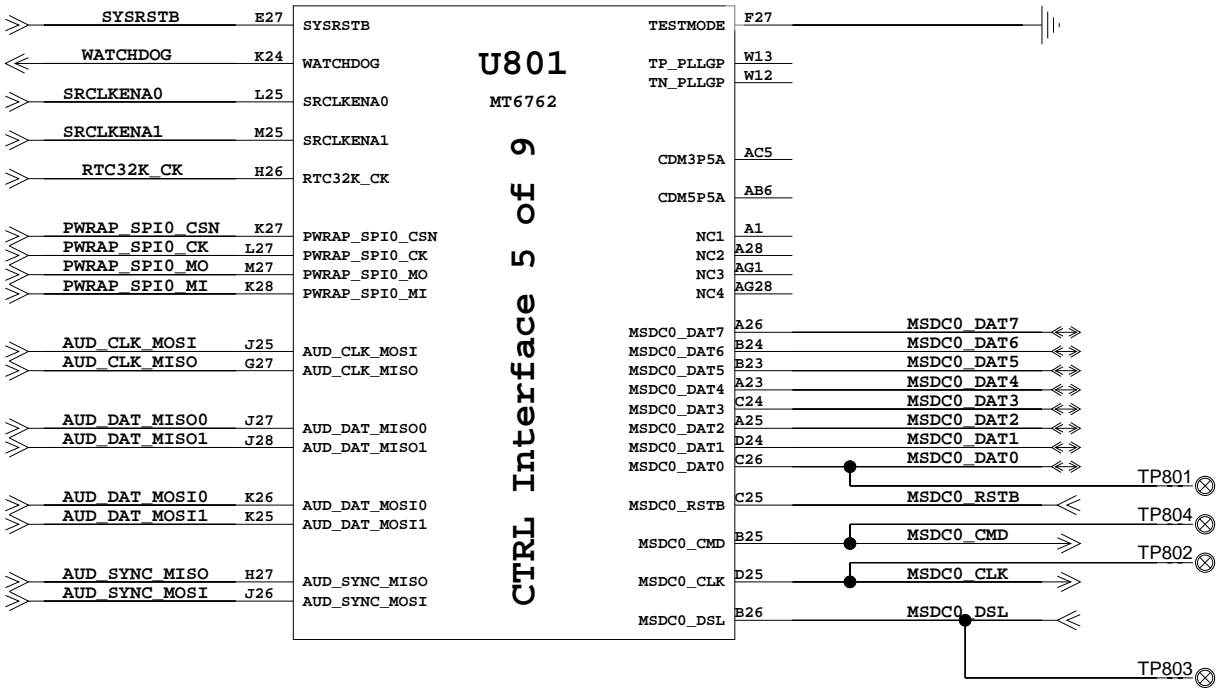 SYSRSTB E27 SYSRSTB TESTMODE F27
WATCHDOG K24 WATCHDOG U801 TP_PLLGP W13
TN_PLLGP W12
SRCLKENA0 L25 SRCLKENA0 MT6762
SRCLKENA1 M25 SRCLKENA1
CDM3P5A AC5
RTC32K_CK H26 RTC32K_CK
CDM5P5A AB6
PWRAP_SPI0_CSN K27 PWRAP_SPI0_CSN NC1 A1
PWRAP_SPI0_CK L27 PWRAP_SPI0_CK NC2 A28
PWRAP_SPI0_MO M27 PWRAP_SPI0_MO NC3 AG1
PWRAP_SPI0_MI K28 PWRAP_SPI0_MI NC4 AG28
CTRL Interface 5 of 9
MSDC0_DAT7 A26 MSDC0_DAT7
AUD_CLK_MOSI J25 AUD_CLK_MOSI MSDC0_DAT6 B24 MSDC0_DAT6
AUD_CLK_MISO G27 AUD_CLK_MISO MSDC0_DAT5 B23 MSDC0_DAT5
MSDC0_DAT4 A23 MSDC0_DAT4
MSDC0_DAT3 C24 MSDC0_DAT3
AUD_DAT_MISO0 J27 AUD_DAT_MISO0 MSDC0_DAT2 A25 MSDC0_DAT2
AUD_DAT_MISO1 J28 AUD_DAT_MISO1 MSDC0_DAT1 D24 MSDC0_DAT1
MSDC0_DAT0 C26 MSDC0_DAT0
TP801
AUD_DAT_MOSI0 K26 AUD_DAT_MOSI0 MSDC0_RSTB C25 MSDC0_RSTB
AUD_DAT_MOSI1 K25 AUD_DAT_MOSI1 TP804
MSDC0_CMD B25 MSDC0_CMD
TP802
AUD_SYNC_MISO H27 AUD_SYNC_MISO MSDC0_CLK D25 MSDC0_CLK
AUD_SYNC_MOSI J26 AUD_SYNC_MOSI
MSDC0_DSL B26 MSDC0_DSL
TP803